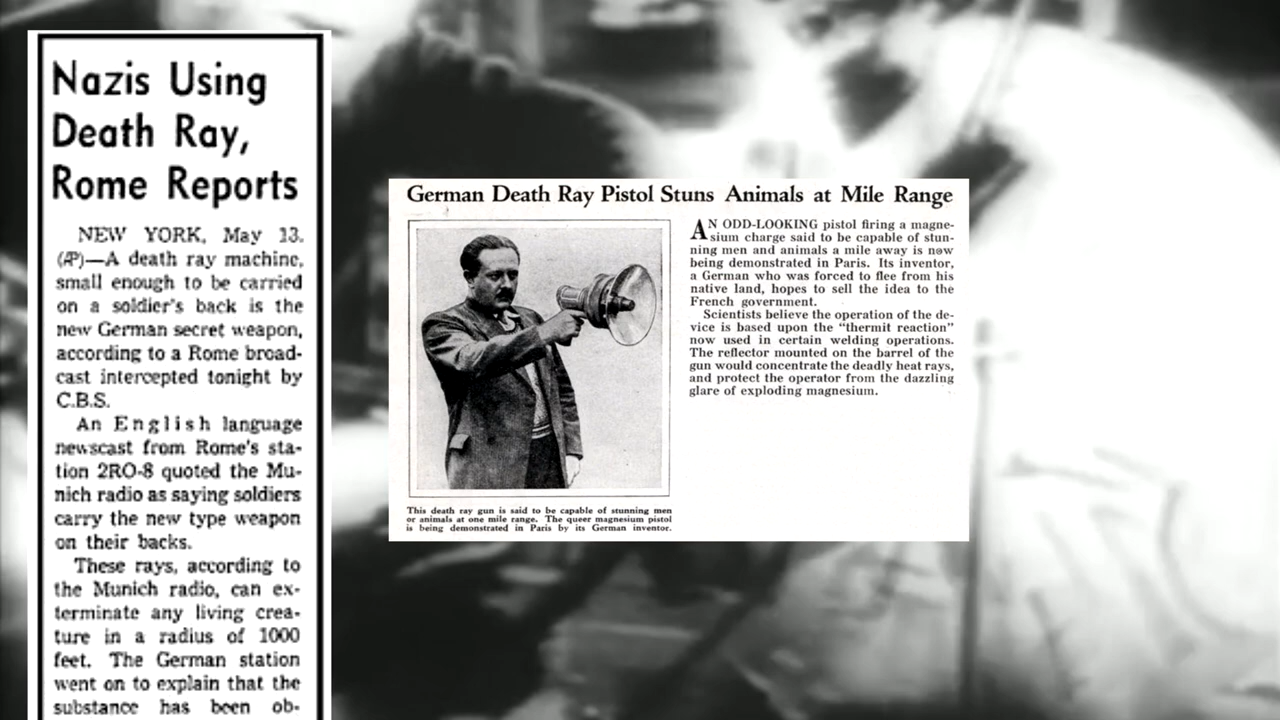 Nazis Using
Death Ray,
Rome Reports
NEW YORK, May 13.
(AP)—A death ray machine,
small enough to be carried
on a soldier's back is the
new German secret weapon,
according to a Rome broad-
cast intercepted tonight by
C.B.S.
An English language
newscast from Rome's sta-
tion 2RO-8 quoted the Mu-
nich radio as saying soldiers
carry the new type weapon
on their backs.
These rays, according to
the Munich radio, can ex-
terminate any living crea-
ture in a radius of 1000
feet. The German station
went on to explain that the
substance has been ob-
German Death Ray Pistol Stuns Animals at Mile Range
AN ODD-LOOKING pistol firing a magne-
sium charge said to be capable of stun-
ning men and animals a mile away is now
being demonstrated in Paris. Its inventor,
a German who was forced to flee from his
native land, hopes to sell the idea to the
French government.
Scientists believe the operation of the de-
vice is based upon the "thermit reaction"
now used in certain welding operations.
The reflector mounted on the barrel of the
gun would concentrate the deadly heat rays,
and protect the operator from the dazzling
glare of exploding magnesium.
This death ray gun is said to be capable of stunning men
or animals at one mile range. The queer magnesium pistol
is being demonstrated in Paris by its German inventor.